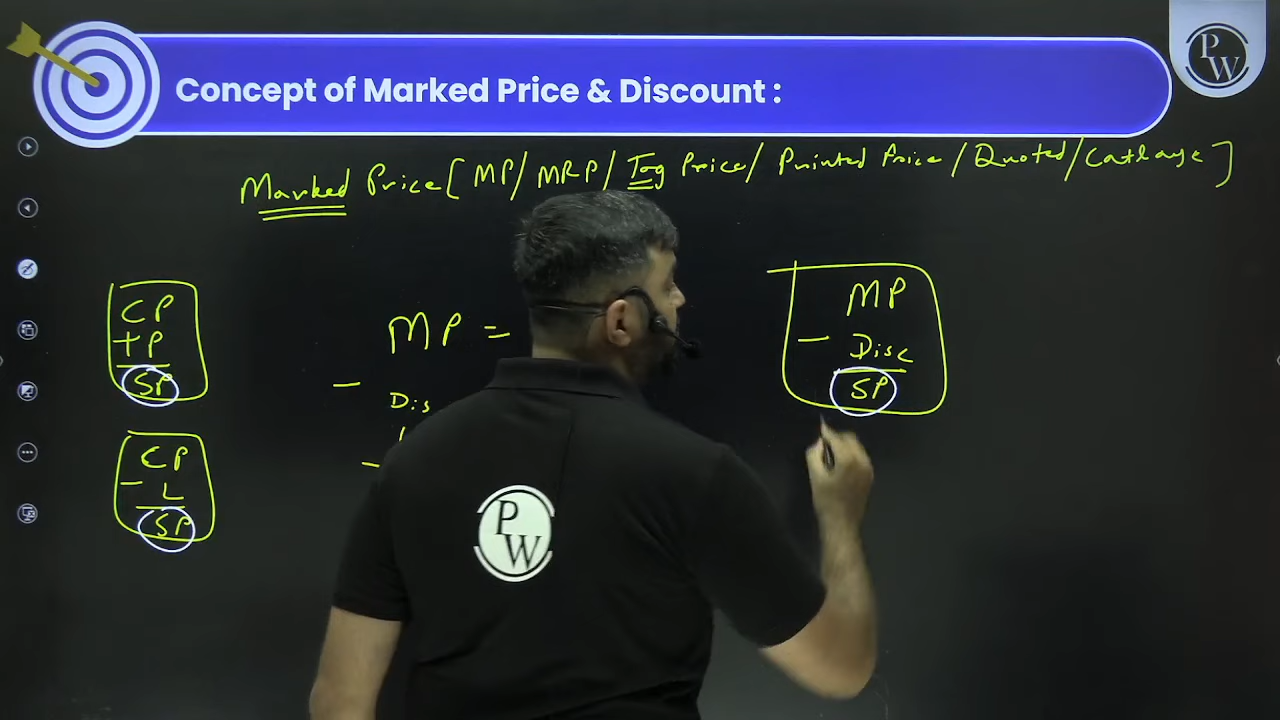 Concept of Marked Price & Discount :
PW
Marked Price [ MP/ MRP/ Tag Price/ Printed Price / Quoted/
CP
+ P
SP
CP
- L
SP
MP =
-
Dis
-
MP
- Disc
SP
PW